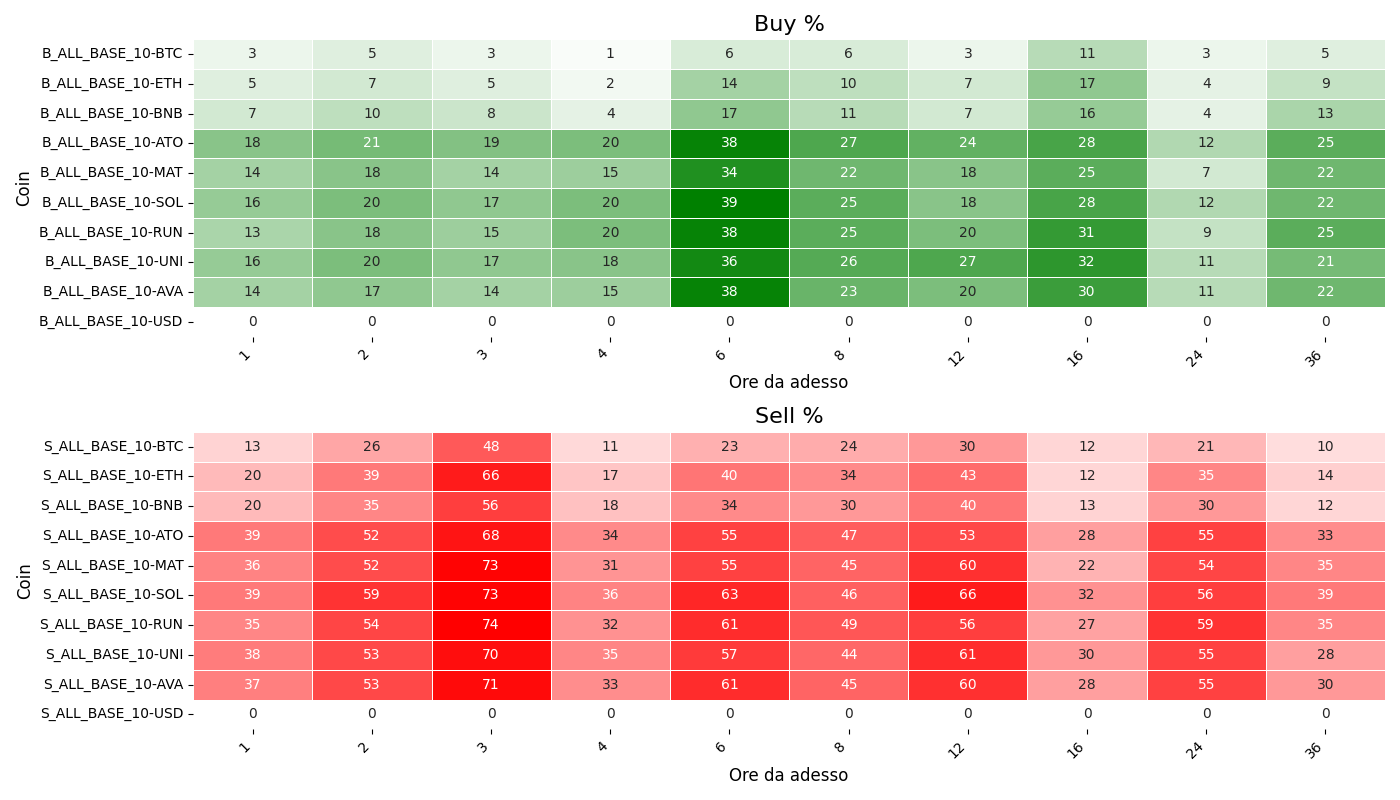 Buy %
Coin
B_ALL_BASE_10-BTC 3 5 3 1 6 6 3 11 3 5
B_ALL_BASE_10-ETH 5 7 5 2 14 10 7 17 4 9
B_ALL_BASE_10-BNB 7 10 8 4 17 11 7 16 4 13
B_ALL_BASE_10-ATO 18 21 19 20 38 27 24 28 12 25
B_ALL_BASE_10-MAT 14 18 14 15 34 22 18 25 7 22
B_ALL_BASE_10-SOL 16 20 17 20 39 25 18 28 12 22
B_ALL_BASE_10-RUN 13 18 15 20 38 25 20 31 9 25
B_ALL_BASE_10-UNI 16 20 17 18 36 26 27 32 11 21
B_ALL_BASE_10-AVA 14 17 14 15 38 23 20 30 11 22
B_ALL_BASE_10-USD 0 0 0 0 0 0 0 0 0 0
1 2 3 4 6 8 12 16 24 36
Ore da adesso
Sell %
Coin
S_ALL_BASE_10-BTC 13 26 48 11 23 24 30 12 21 10
S_ALL_BASE_10-ETH 20 39 66 17 40 34 43 12 35 14
S_ALL_BASE_10-BNB 20 35 56 18 34 30 40 13 30 12
S_ALL_BASE_10-ATO 39 52 68 34 55 47 53 28 55 33
S_ALL_BASE_10-MAT 36 52 73 31 55 45 60 22 54 35
S_ALL_BASE_10-SOL 39 59 73 36 63 46 66 32 56 39
S_ALL_BASE_10-RUN 35 54 74 32 61 49 56 27 59 35
S_ALL_BASE_10-UNI 38 53 70 35 57 44 61 30 55 28
S_ALL_BASE_10-AVA 37 53 71 33 61 45 60 28 55 30
S_ALL_BASE_10-USD 0 0 0 0 0 0 0 0 0 0
1 2 3 4 6 8 12 16 24 36
Ore da adesso